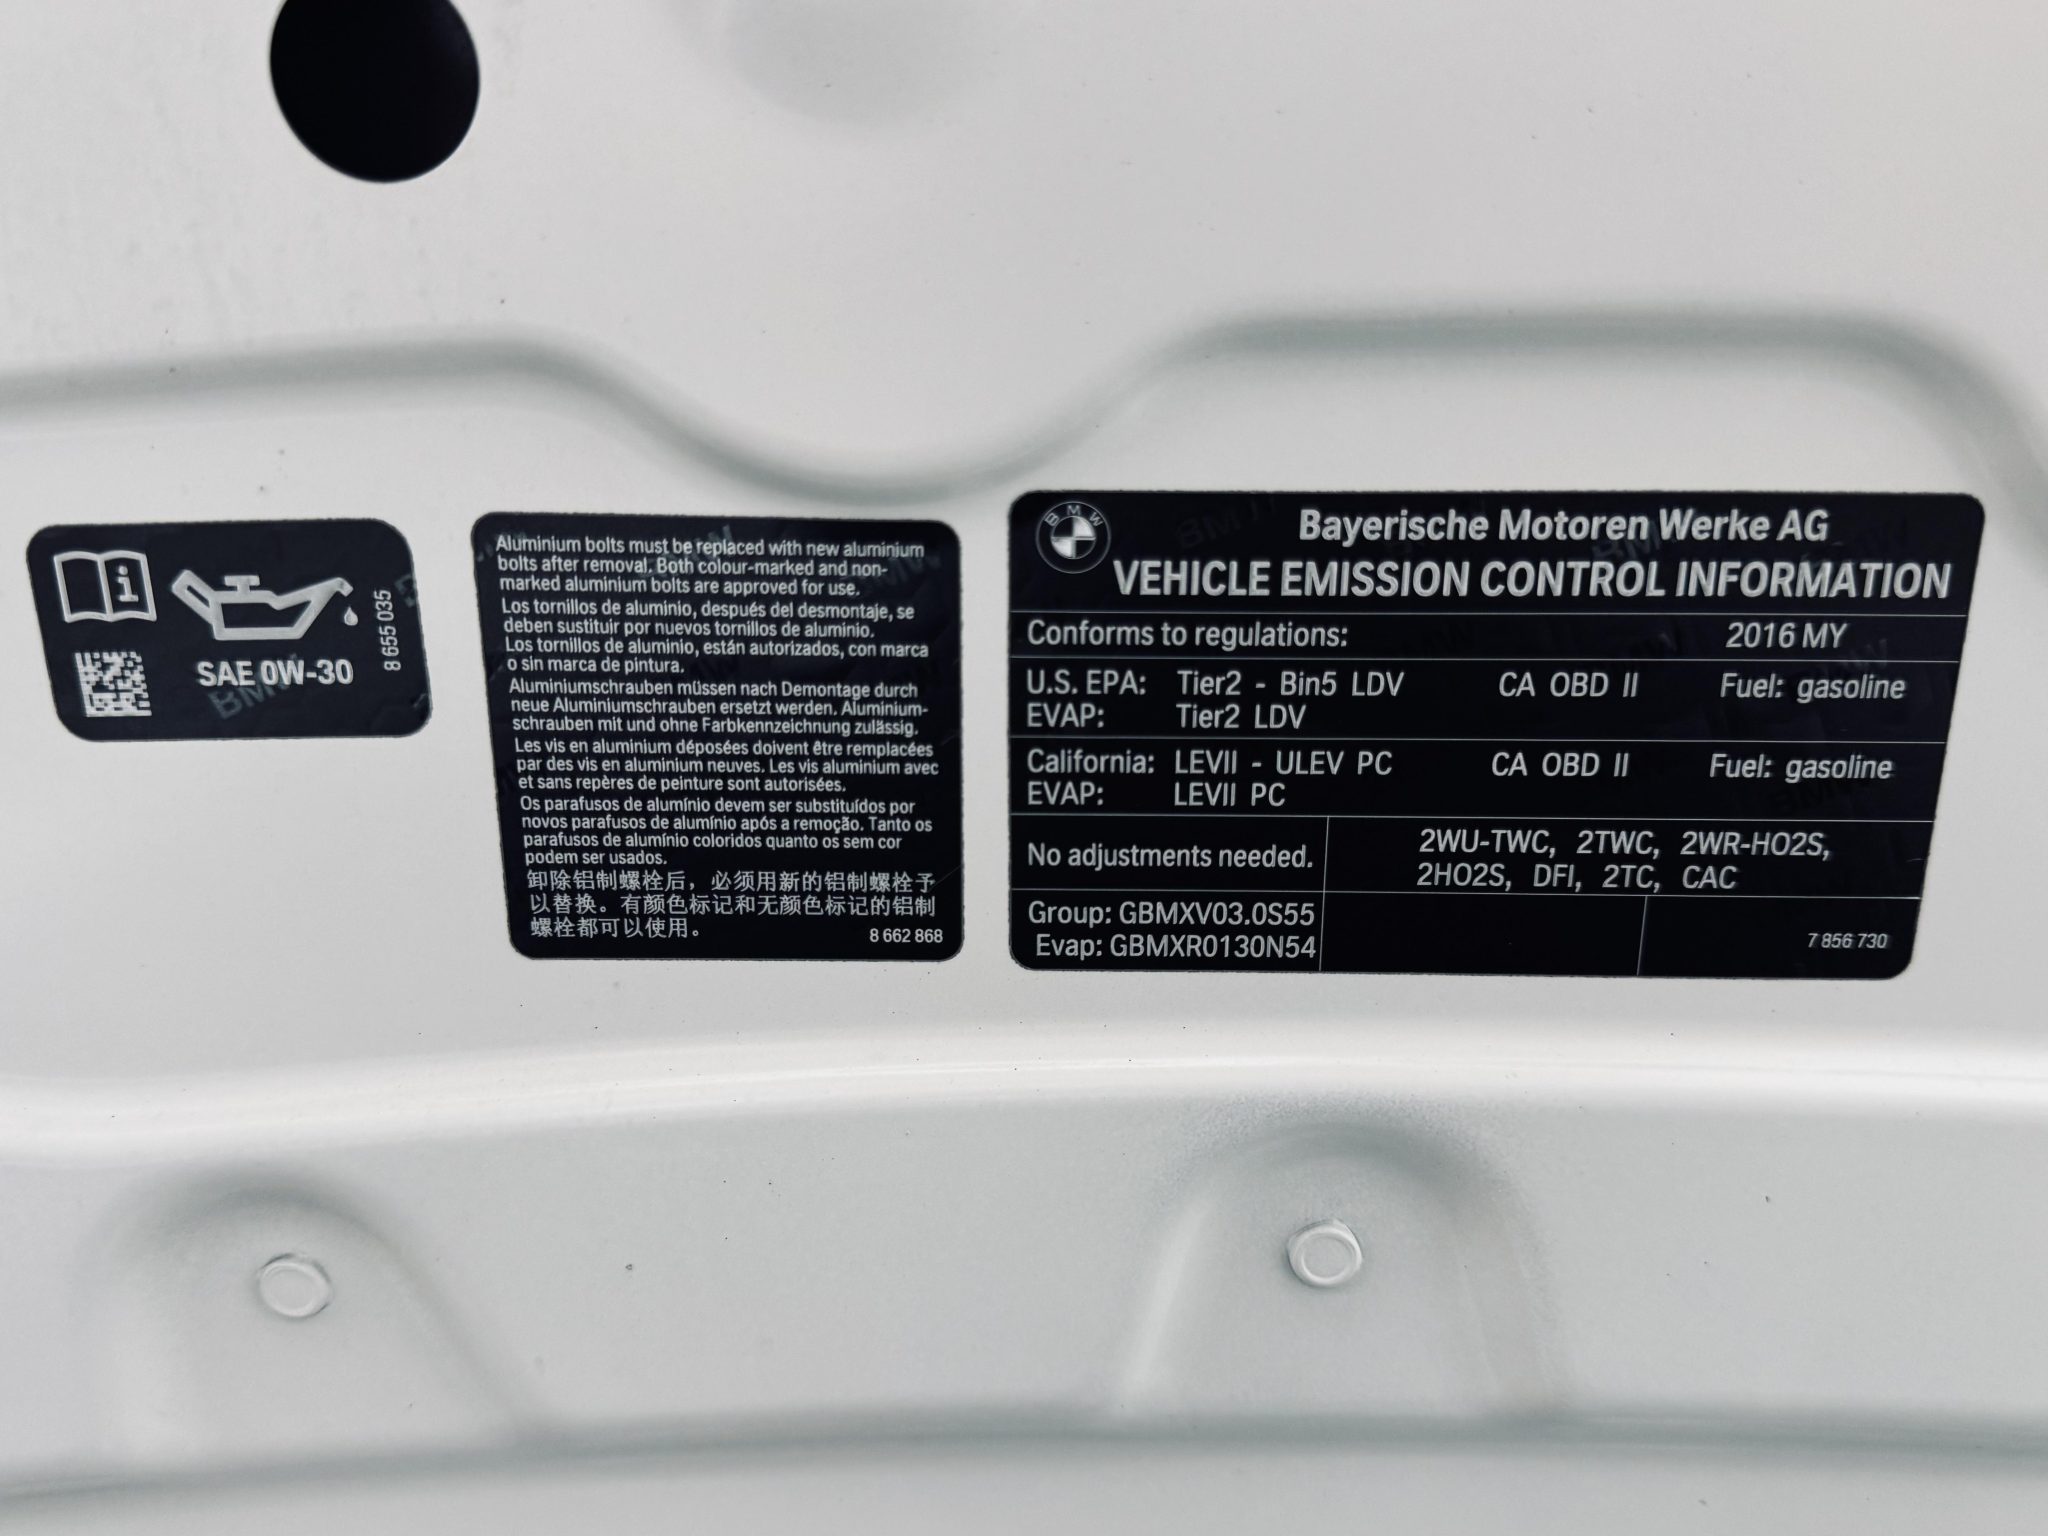 SAE 0W-30
8 655 035
Aluminium bolts must be replaced with new aluminium
bolts after removal. Both colour-marked and non-
marked aluminium bolts are approved for use.
Los tornillos de aluminio, después del desmontaje, se
deben sustituir por nuevos tornillos de aluminio.
Los tornillos de aluminio, están autorizados, con marca
o sin marca de pintura.
Aluminiumschrauben müssen nach Demontage durch
neue Aluminiumschrauben ersetzt werden. Aluminium-
schrauben mit und ohne Farbkennzeichnung zulässig.
Les vis en aluminium déposées doivent être remplacées
par des vis en aluminium neuves. Les vis aluminium avec
et sans repères de peinture sont autorisées.
Os parafusos de alumínio devem ser substituídos por
novos parafusos de alumínio após a remoção. Tanto os
parafusos de alumínio coloridos quanto os sem cor
podem ser usados.
卸除铝制螺栓后，必须用新的铝制螺栓予
以替换。有颜色标记和无颜色标记的铝制
螺栓都可以使用。
8 662 868
BMW
Bayerische Motoren Werke AG
VEHICLE EMISSION CONTROL INFORMATION
Conforms to regulations: 2016 MY
U.S. EPA: Tier2 - Bin5 LDV CA OBD II Fuel: gasoline
EVAP: Tier2 LDV
California: LEVII - ULEV PC CA OBD II Fuel: gasoline
EVAP: LEVII PC
No adjustments needed.
2WU-TWC, 2TWC, 2WR-HO2S,
2HO2S, DFI, 2TC, CAC
Group: GBMXV03.0S55
Evap: GBMXR0130N54
7 856 730